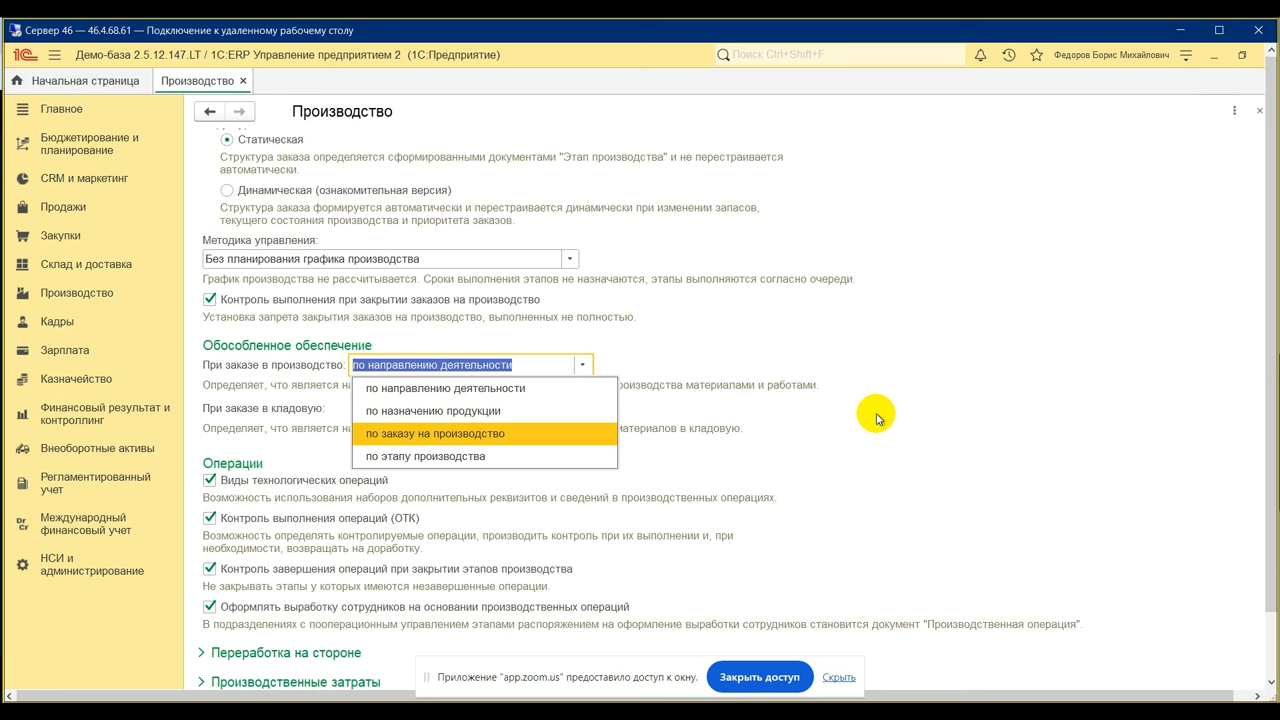 Сервер 46 — 46.4.68.61 — Подключение к удаленному рабочему столу
1С Демо-база 2.5.12.147.LT / 1С:ERP Управление предприятием 2 (1С:Предприятие)
Поиск Ctrl+Shift+F
Федоров Борис Михайлович
Начальная страница
Производство ×
Главное
Бюджетирование и
планирование
CRM и маркетинг
Продажи
Закупки
Склад и доставка
Производство
Кадры
Зарплата
Казначейство
Финансовый результат и
контроллинг
Внеоборотные активы
Регламентированный
учет
Dr
Cr
Международный
финансовый учет
НСИ и
администрирование
Производство
Статическая
Структура заказа определяется сформированными документами "Этап производства" и не перестраивается
автоматически.
Динамическая (ознакомительная версия)
Структура заказа формируется автоматически и перестраивается динамически при изменении запасов,
текущего состояния производства и приоритета заказов.
Методика управления:
Без планирования графика производства
График производства не рассчитывается. Сроки выполнения этапов не назначаются, этапы выполняются согласно очереди.
Контроль выполнения при закрытии заказов на производство
Установка запрета закрытия заказов на производство, выполненных не полностью.
Обособленное обеспечение
При заказе в производство: по направлению деятельности
Определяет, что является на
производства материалами и работами.
по направлению деятельности
по назначению продукции
по заказу на производство
по этапу производства
При заказе в кладовую:
Определяет, что является на
материалов в кладовую.
Операции
Виды технологических операций
Возможность использования наборов дополнительных реквизитов и сведений в производственных операциях.
Контроль выполнения операций (ОТК)
Возможность определять контролируемые операции, производить контроль при их выполнении и, при
необходимости, возвращать на доработку.
Контроль завершения операций при закрытии этапов производства
Не закрывать этапы у которых имеются незавершенные операции.
Оформлять выработку сотрудников на основании производственных операций
В подразделениях с пооперационным управлением этапами распоряжением на оформление выработки сотрудников становится документ "Производственная операция".
Переработка на стороне
Производственные затраты
Приложение "app.zoom.us" предоставило доступ к окну.
Закрыть доступ
Скрыть